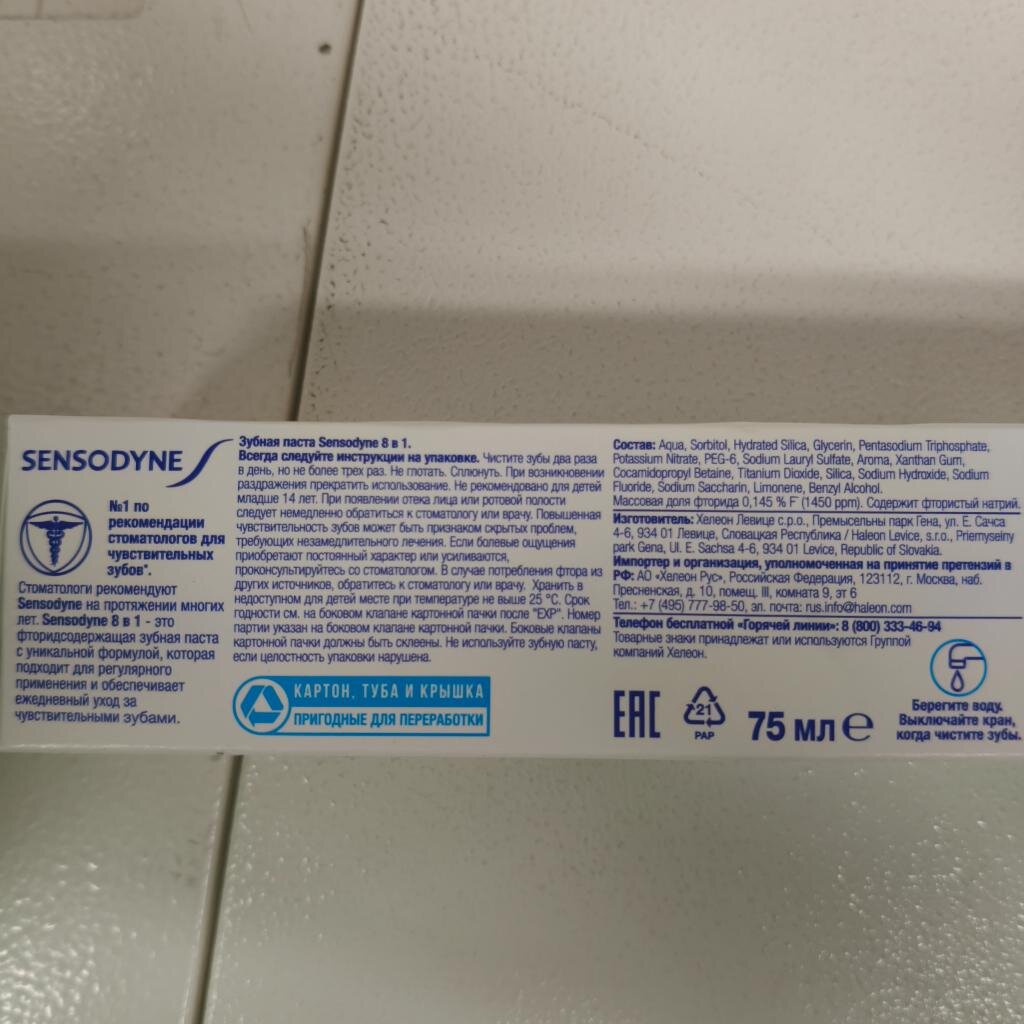 SENSODYNE
№1 по
рекомендации
стоматологов для
чувствительных
зубов*.
Стоматологи рекомендуют
Sensodyne на протяжении многих
лет. Sensodyne 8 в 1 - это
фторидсодержащая зубная паста
с уникальной формулой, которая
подходит для регулярного
применения и обеспечивает
ежедневный уход за
чувствительными зубами.
Зубная паста Sensodyne 8 в 1.
Всегда следуйте инструкции на упаковке. Чистите зубы два раза
в день, но не более трех раз. Не глотать. Сплюнуть. При возникновении
раздражения прекратить использование. Не рекомендовано для детей
младше 14 лет. При появлении отека лица или ротовой полости
следует немедленно обратиться к стоматологу или врачу. Повышенная
чувствительность зубов может быть признаком скрытых проблем,
требующих незамедлительного лечения. Если болевые ощущения
приобретают постоянный характер или усиливаются,
проконсультируйтесь со стоматологом. В случае потребления фтора из
других источников, обратитесь к стоматологу или врачу. Хранить в
недоступном для детей месте при температуре не выше 25 °C. Срок
годности см. на боковом клапане картонной пачки после "EXP". Номер
партии указан на боковом клапане картонной пачки. Боковые клапаны
картонной пачки должны быть склеены. Не используйте зубную пасту,
если целостность упаковки нарушена.
КАРТОН, ТУБА И КРЫШКА
ПРИГОДНЫЕ ДЛЯ ПЕРЕРАБОТКИ
Состав: Aqua, Sorbitol, Hydrated Silica, Glycerin, Pentasodium Triphosphate,
Potassium Nitrate, PEG-6, Sodium Lauryl Sulfate, Aroma, Xanthan Gum,
Cocamidopropyl Betaine, Titanium Dioxide, Silica, Sodium Hydroxide, Sodium
Fluoride, Sodium Saccharin, Limonene, Benzyl Alcohol.
Массовая доля фторида 0,145 % F (1450 ppm). Содержит фтористый натрий.
Изготовитель: Хелеон Левице с.р.о., Премысельны парк Гена, ул. Е. Сачса
4-6, 934 01 Левице, Словацкая Республика / Haleon Levice, s.r.o., Priemyselny
park Gena, Ul. E. Sachsa 4-6, 934 01 Levice, Republic of Slovakia.
Импортер и организация, уполномоченная на принятие претензий в
РФ: АО «Хелеон Рус», Российская Федерация, 123112, г. Москва, наб.
Пресненская, д. 10, помещ. III, комната 9, эт 6
Тел.: +7 (495) 777-98-50, эл. почта: rus.info@haleon.com
Телефон бесплатной «Горячей линии»: 8 (800) 333-46-94
Товарные знаки принадлежат или используются Группой
компаний Хелеон.
EAC
21
PAP
75 мл e
Берегите воду.
Выключайте кран,
когда чистите зубы.